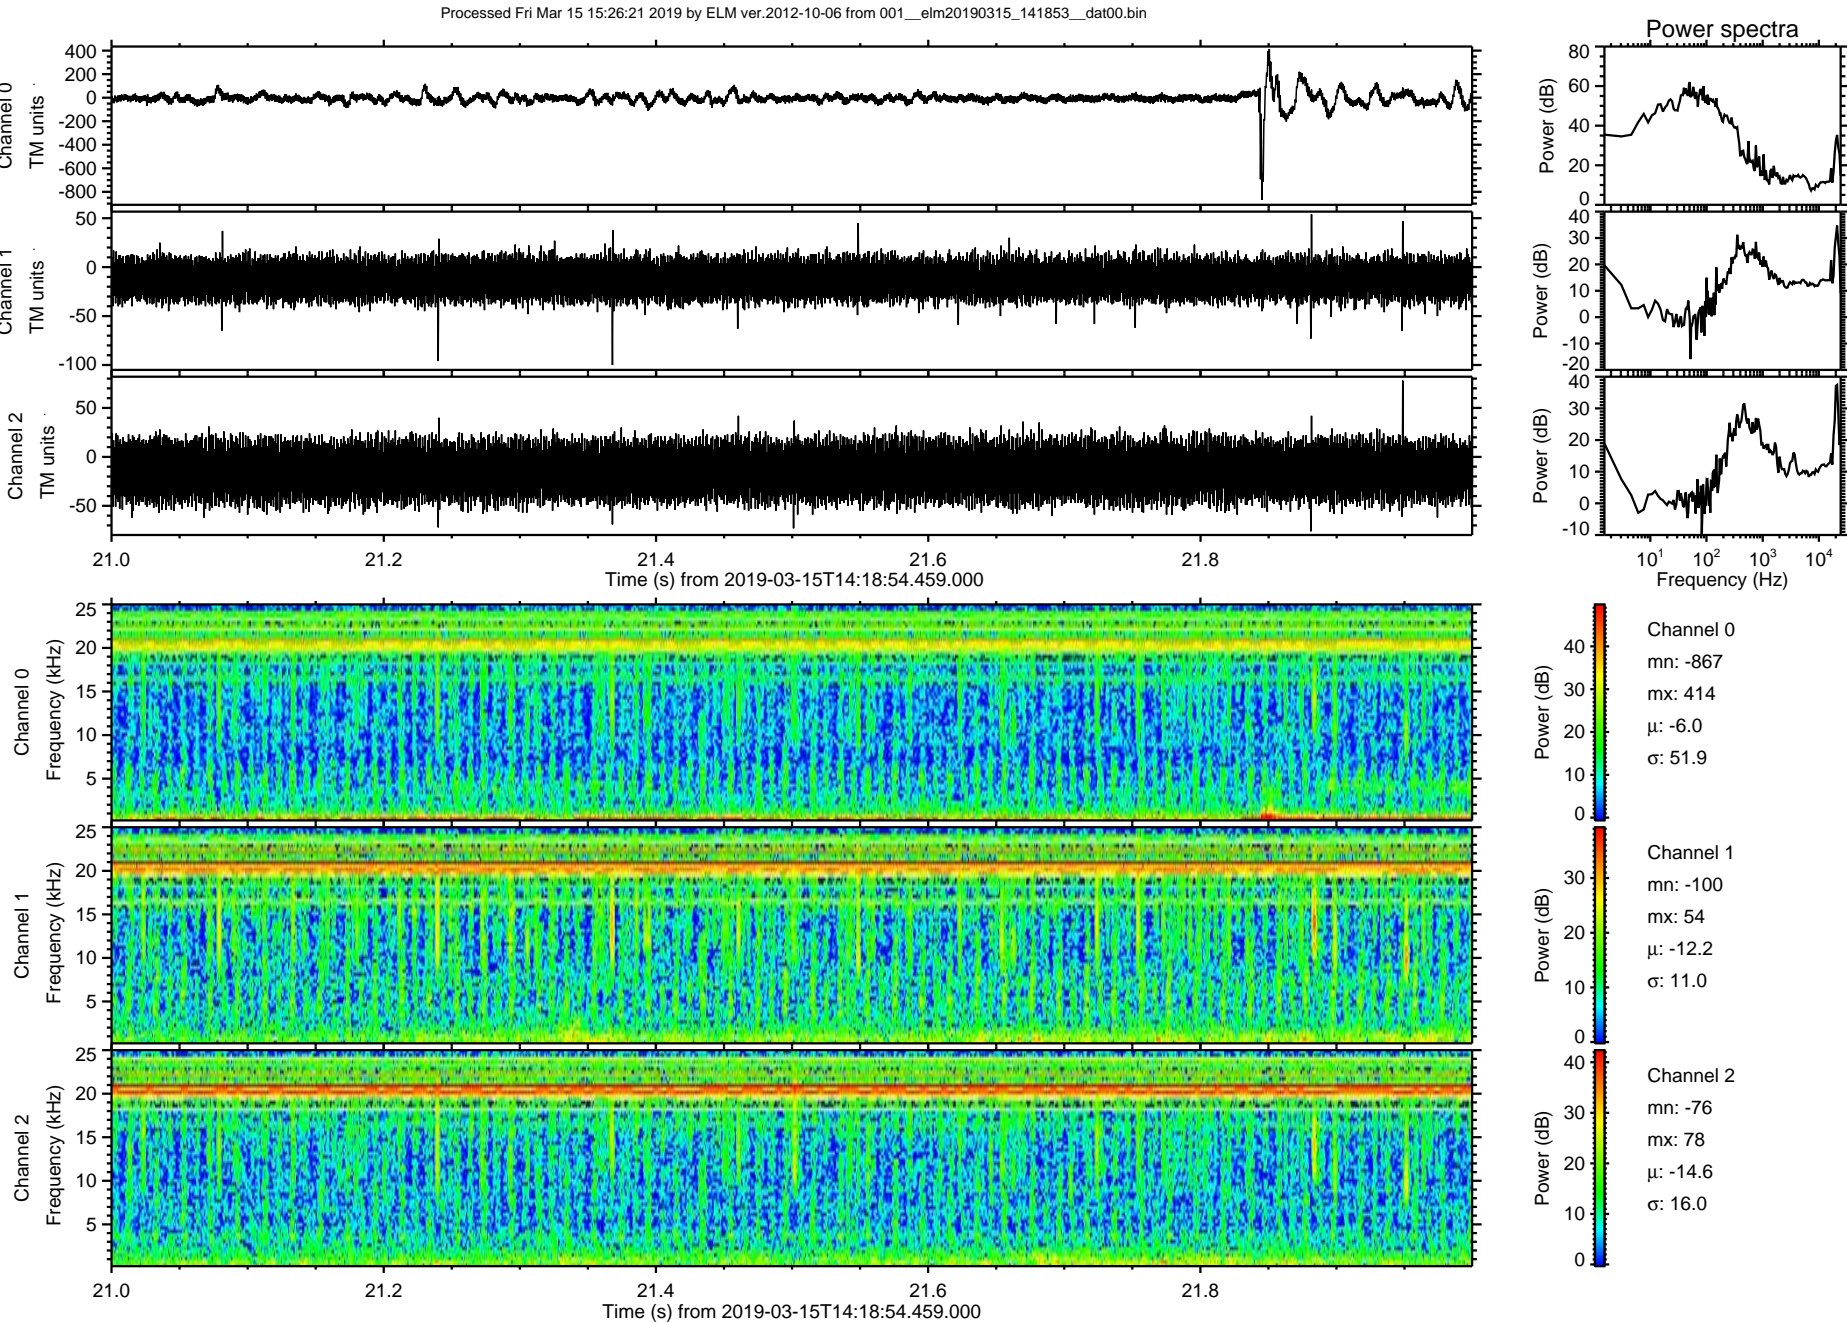 Processed Fri Mar 15 15:26:21 2019 by ELM ver.2012-10-06 from 001__elm20190315_141853__dat00.bin
Power spectra
Channel 0
TM units
400
200
0
-200
-400
-600
-800
Power (dB)
80
60
40
20
0
Channel 1
TM units
50
0
-50
-100
Power (dB)
40
30
20
10
0
-10
-20
Channel 2
TM units
50
0
-50
Power (dB)
40
30
20
10
0
-10
21.0 21.2 21.4 21.6 21.8
Time (s) from 2019-03-15T14:18:54.459.000
10¹ 10² 10³ 10⁴
Frequency (Hz)
Channel 0
Frequency (kHz)
25
20
15
10
5
Power (dB)
40
30
20
10
0
Channel 0
mn: -867
mx: 414
μ: -6.0
σ: 51.9
Channel 1
Frequency (kHz)
25
20
15
10
5
Power (dB)
30
20
10
0
Channel 1
mn: -100
mx: 54
μ: -12.2
σ: 11.0
Channel 2
Frequency (kHz)
25
20
15
10
5
Power (dB)
40
30
20
10
0
Channel 2
mn: -76
mx: 78
μ: -14.6
σ: 16.0
21.0 21.2 21.4 21.6 21.8
Time (s) from 2019-03-15T14:18:54.459.000